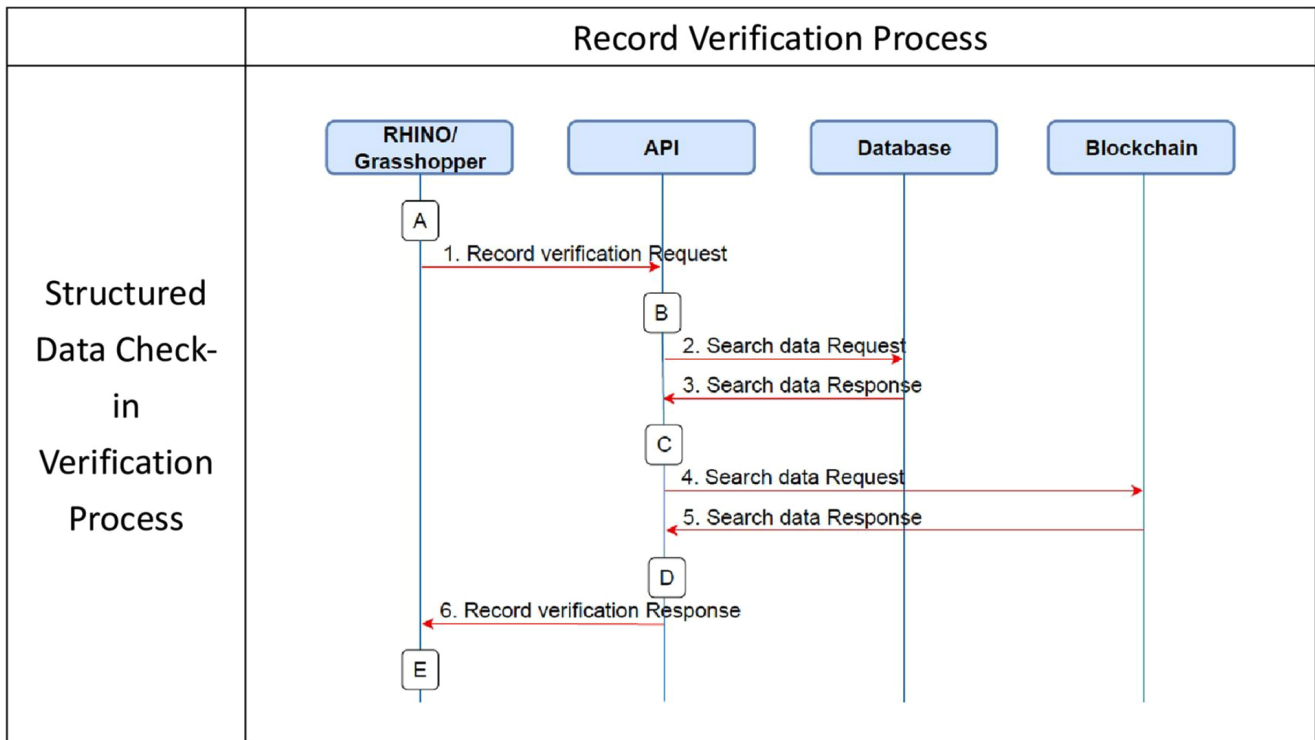 Record Verification Process
Structured
Data Check-
in
Verification
Process
RHINO/
Grasshopper
API
Database
Blockchain
A
1. Record verification Request
B
2. Search data Request
3. Search data Response
C
4. Search data Request
5. Search data Response
D
6. Record verification Response
E